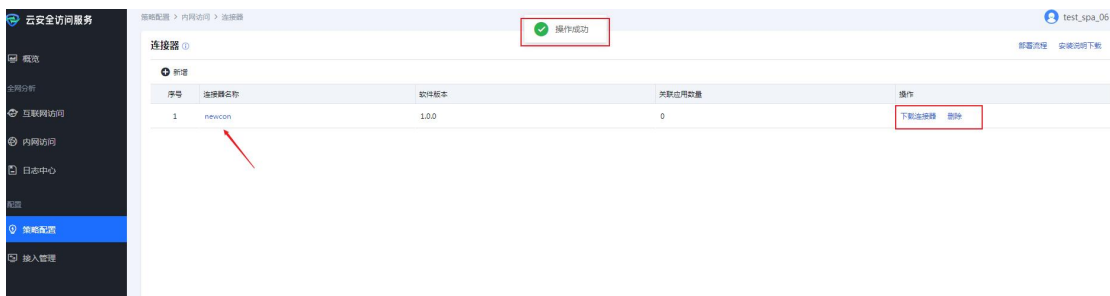 云安全访问服务
策略配置 > 内网访问 > 连接器
操作成功
test_spa_06
连接器
部署流程 安装说明下载
概览
新增
全网分析
序号 连接器名称 软件版本 关联应用数量 操作
互联网访问
1 newcon 1.0.0 0 下载连接器 删除
内网访问
日志中心
配置
策略配置
接入管理